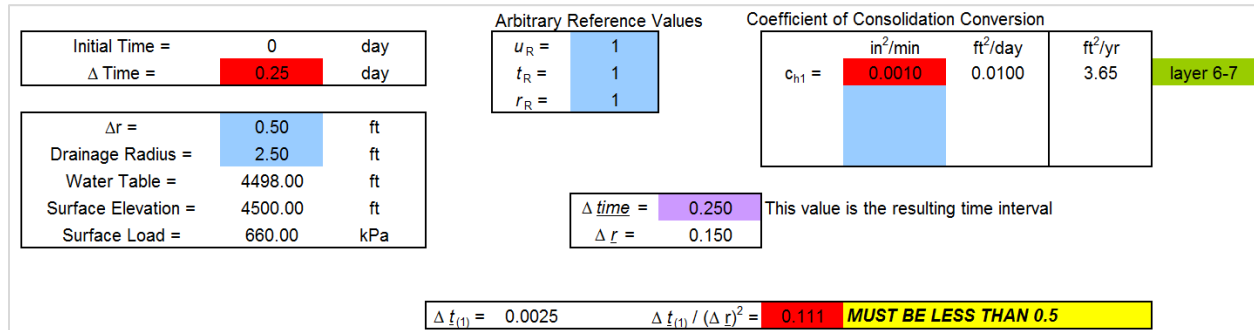 Arbitrary Reference Values Coefficient of Consolidation Conversion
Initial Time = 0 day
Δ Time = 0.25 day
u_R = 1
t_R = 1
r_R = 1
in²/min ft²/day ft²/yr
c_h1 = 0.0010 0.0100 3.65 layer 6-7
Δr = 0.50 ft
Drainage Radius = 2.50 ft
Water Table = 4498.00 ft
Surface Elevation = 4500.00 ft
Surface Load = 660.00 kPa
Δ time = 0.250 This value is the resulting time interval
Δ r = 0.150
Δ t(1) = 0.0025 Δ t(1) / (Δ r)² = 0.111 MUST BE LESS THAN 0.5